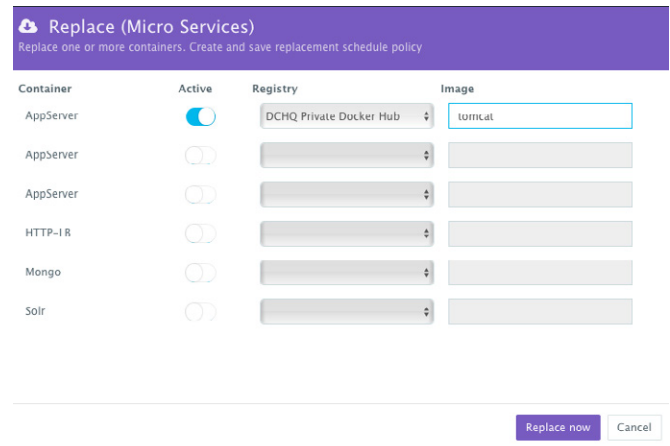 Replace (Micro Services)
Replace one or more containers. Create and save replacement schedule policy
Container Active Registry Image
AppServer DCHQ Private Docker Hub tomcat
AppServer
AppServer
HTTP-LB
Mongo
Solr
Replace now Cancel